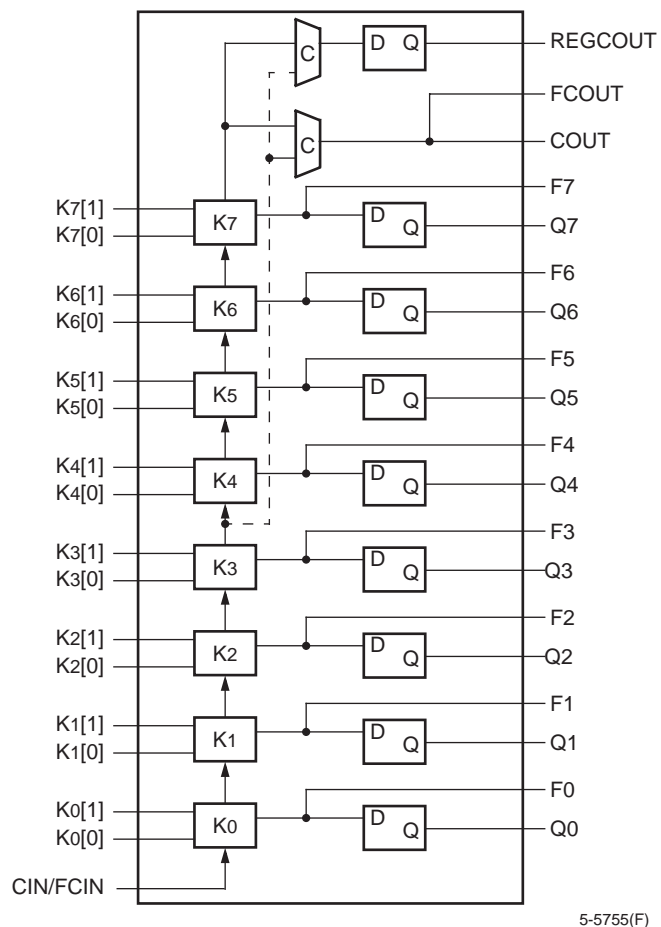 C
D Q
REGCOUT
FCOUT
C
COUT
F7
K7[1]
K7[0]
K7
D Q
Q7
F6
K6[1]
K6[0]
K6
D Q
Q6
F5
K5[1]
K5[0]
K5
D Q
Q5
F4
K4[1]
K4[0]
K4
D Q
Q4
F3
K3[1]
K3[0]
K3
D Q
Q3
F2
K2[1]
K2[0]
K2
D Q
Q2
F1
K1[1]
K1[0]
K1
D Q
Q1
F0
K0[1]
K0[0]
K0
D Q
Q0
CIN/FCIN
5-5755(F)